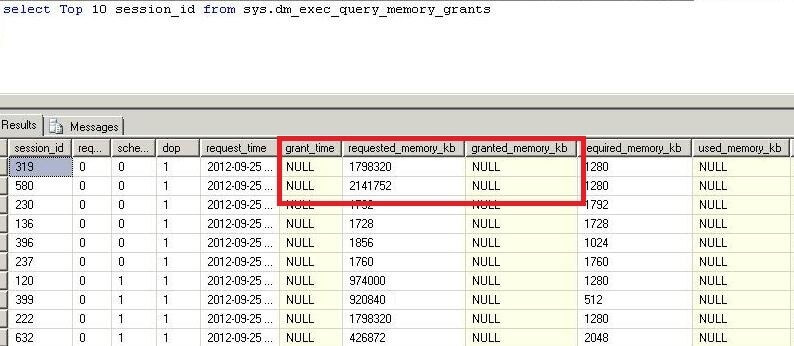 select Top 10 session_id from sys.dm_exec_query_memory_grants
Results Messages
session_id req... sche... dop request_time grant_time requested_memory_kb granted_memory_kb equired_memory_kb used_memory_kb
319 0 0 1 2012-09-25 ... NULL 1798320 NULL 1280 NULL
580 0 0 1 2012-09-25 ... NULL 2141752 NULL 1280 NULL
230 0 0 1 2012-09-25 ... NULL 1792 NULL 1792 NULL
136 0 0 1 2012-09-25 ... NULL 1728 NULL 1728 NULL
396 0 0 1 2012-09-25 ... NULL 1856 NULL 1024 NULL
237 0 0 1 2012-09-25 ... NULL 1760 NULL 1760 NULL
120 0 1 1 2012-09-25 ... NULL 974000 NULL 1280 NULL
399 0 1 1 2012-09-25 ... NULL 920840 NULL 512 NULL
222 0 1 1 2012-09-25 ... NULL 1798320 NULL 1280 NULL
632 0 1 1 2012-09-25 ... NULL 426872 NULL 2048 NULL